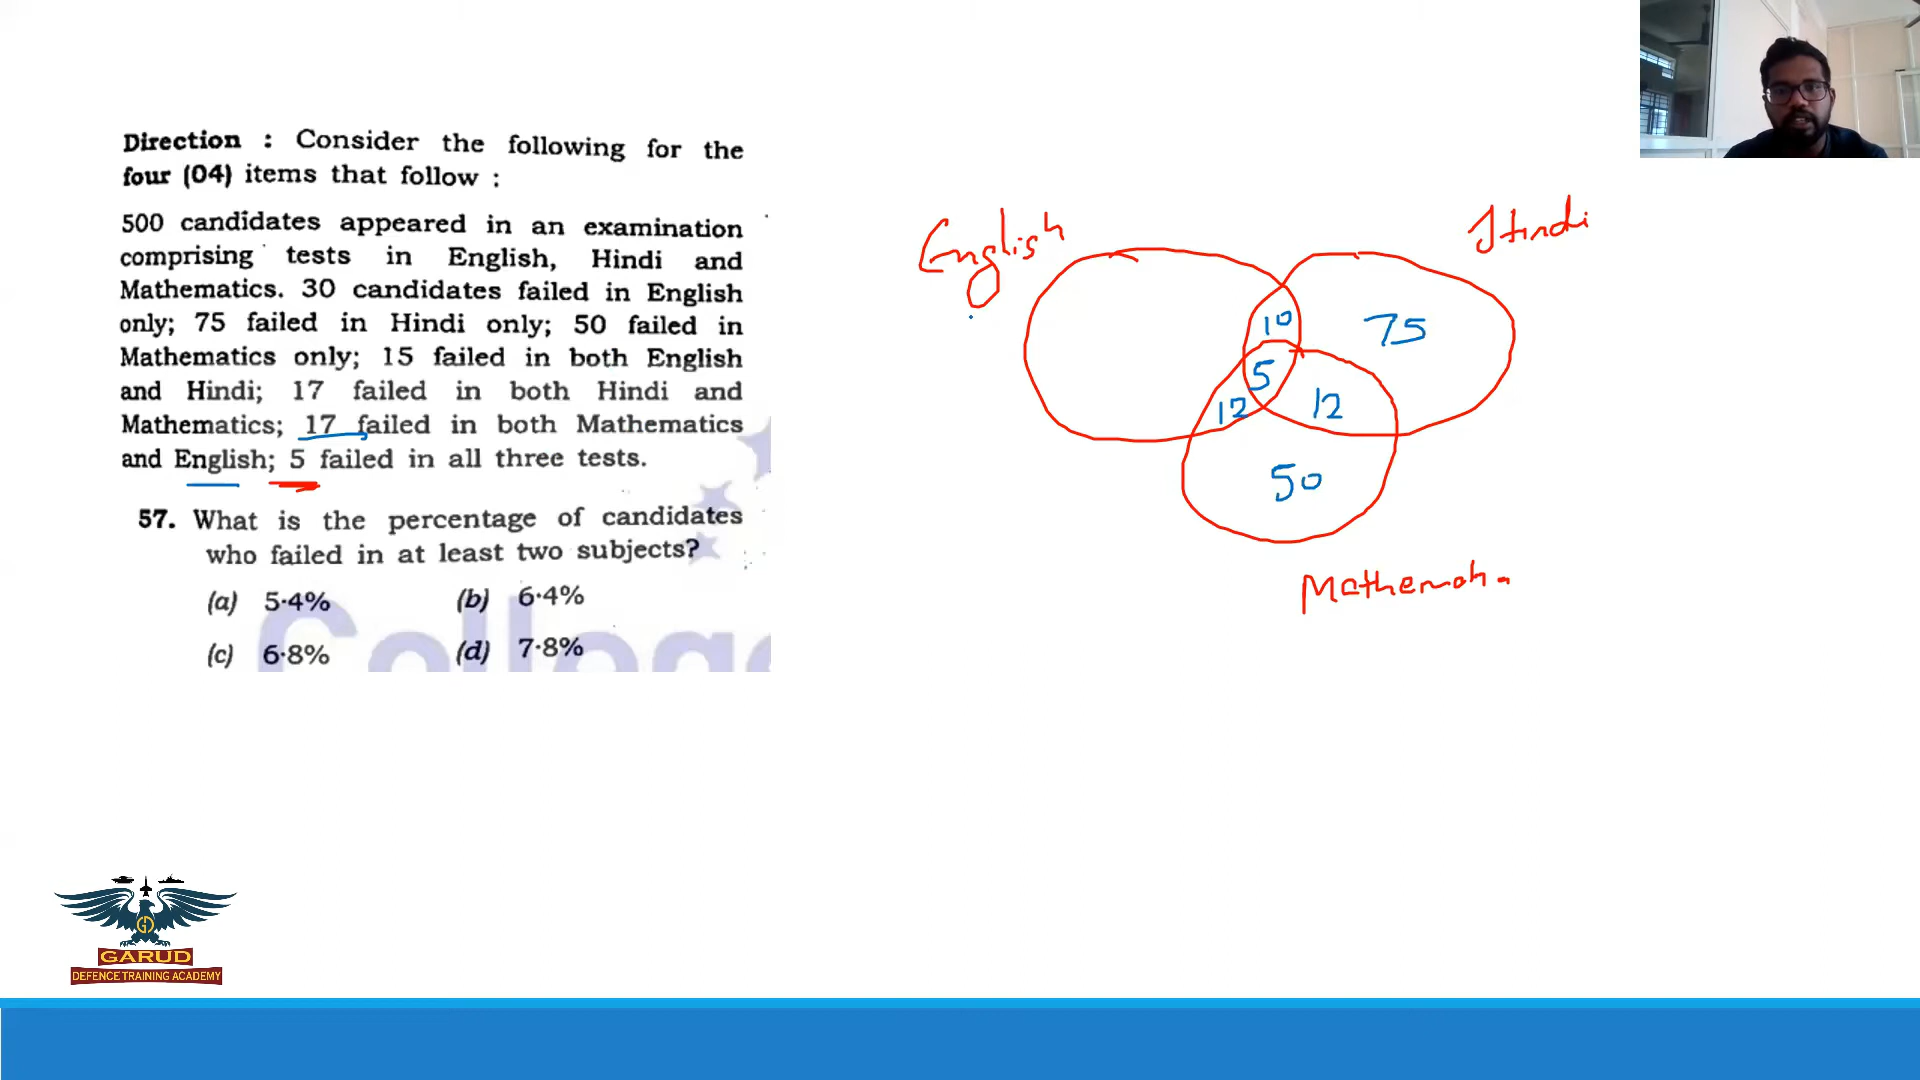 Direction : Consider the following for the
four (04) items that follow :
500 candidates appeared in an examination
comprising tests in English, Hindi and
Mathematics. 30 candidates failed in English
only; 75 failed in Hindi only; 50 failed in
Mathematics only; 15 failed in both English
and Hindi; 17 failed in both Hindi and
Mathematics; 17 failed in both Mathematics
and English; 5 failed in all three tests.
57. What is the percentage of candidates
who failed in at least two subjects?
(a) 5·4% (b) 6·4%
(c) 6·8% (d) 7·8%
English
Hindi
10
75
5
12
12
50
GARUD
DEFENCE TRAINING ACADEMY